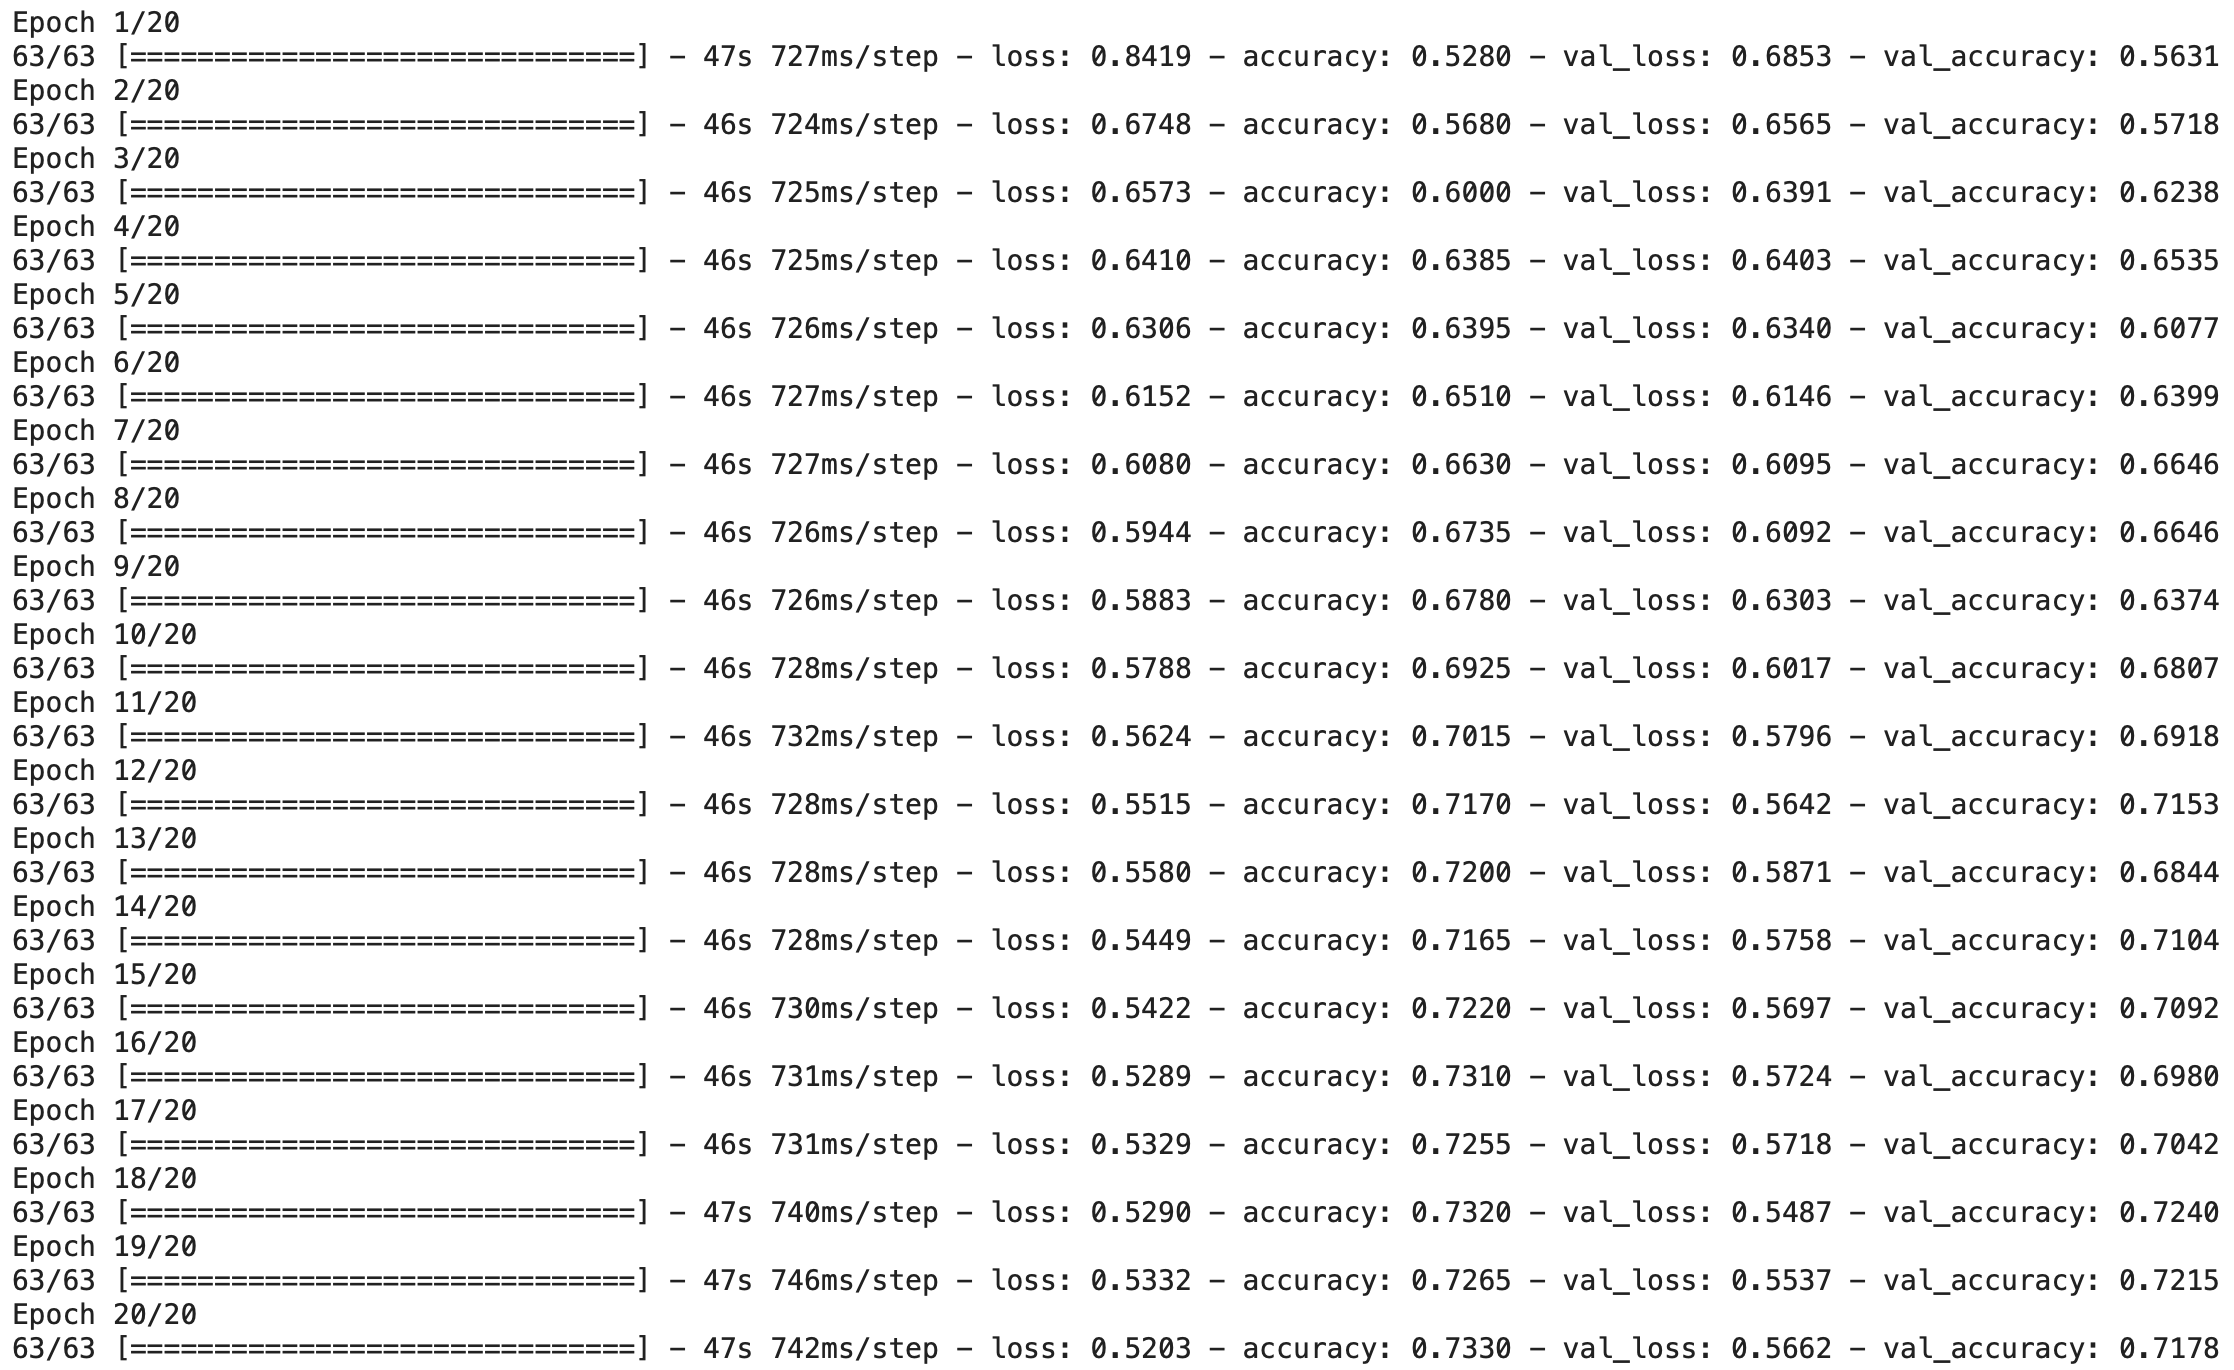 Epoch 1/20
63/63 [==============================] - 47s 727ms/step - loss: 0.8419 - accuracy: 0.5280 - val_loss: 0.6853 - val_accuracy: 0.5631
Epoch 2/20
63/63 [==============================] - 46s 724ms/step - loss: 0.6748 - accuracy: 0.5680 - val_loss: 0.6565 - val_accuracy: 0.5718
Epoch 3/20
63/63 [==============================] - 46s 725ms/step - loss: 0.6573 - accuracy: 0.6000 - val_loss: 0.6391 - val_accuracy: 0.6238
Epoch 4/20
63/63 [==============================] - 46s 725ms/step - loss: 0.6410 - accuracy: 0.6385 - val_loss: 0.6403 - val_accuracy: 0.6535
Epoch 5/20
63/63 [==============================] - 46s 726ms/step - loss: 0.6306 - accuracy: 0.6395 - val_loss: 0.6340 - val_accuracy: 0.6077
Epoch 6/20
63/63 [==============================] - 46s 727ms/step - loss: 0.6152 - accuracy: 0.6510 - val_loss: 0.6146 - val_accuracy: 0.6399
Epoch 7/20
63/63 [==============================] - 46s 727ms/step - loss: 0.6080 - accuracy: 0.6630 - val_loss: 0.6095 - val_accuracy: 0.6646
Epoch 8/20
63/63 [==============================] - 46s 726ms/step - loss: 0.5944 - accuracy: 0.6735 - val_loss: 0.6092 - val_accuracy: 0.6646
Epoch 9/20
63/63 [==============================] - 46s 726ms/step - loss: 0.5883 - accuracy: 0.6780 - val_loss: 0.6303 - val_accuracy: 0.6374
Epoch 10/20
63/63 [==============================] - 46s 728ms/step - loss: 0.5788 - accuracy: 0.6925 - val_loss: 0.6017 - val_accuracy: 0.6807
Epoch 11/20
63/63 [==============================] - 46s 732ms/step - loss: 0.5624 - accuracy: 0.7015 - val_loss: 0.5796 - val_accuracy: 0.6918
Epoch 12/20
63/63 [==============================] - 46s 728ms/step - loss: 0.5515 - accuracy: 0.7170 - val_loss: 0.5642 - val_accuracy: 0.7153
Epoch 13/20
63/63 [==============================] - 46s 728ms/step - loss: 0.5580 - accuracy: 0.7200 - val_loss: 0.5871 - val_accuracy: 0.6844
Epoch 14/20
63/63 [==============================] - 46s 728ms/step - loss: 0.5449 - accuracy: 0.7165 - val_loss: 0.5758 - val_accuracy: 0.7104
Epoch 15/20
63/63 [==============================] - 46s 730ms/step - loss: 0.5422 - accuracy: 0.7220 - val_loss: 0.5697 - val_accuracy: 0.7092
Epoch 16/20
63/63 [==============================] - 46s 731ms/step - loss: 0.5289 - accuracy: 0.7310 - val_loss: 0.5724 - val_accuracy: 0.6980
Epoch 17/20
63/63 [==============================] - 46s 731ms/step - loss: 0.5329 - accuracy: 0.7255 - val_loss: 0.5718 - val_accuracy: 0.7042
Epoch 18/20
63/63 [==============================] - 47s 740ms/step - loss: 0.5290 - accuracy: 0.7320 - val_loss: 0.5487 - val_accuracy: 0.7240
Epoch 19/20
63/63 [==============================] - 47s 746ms/step - loss: 0.5332 - accuracy: 0.7265 - val_loss: 0.5537 - val_accuracy: 0.7215
Epoch 20/20
63/63 [==============================] - 47s 742ms/step - loss: 0.5203 - accuracy: 0.7330 - val_loss: 0.5662 - val_accuracy: 0.7178